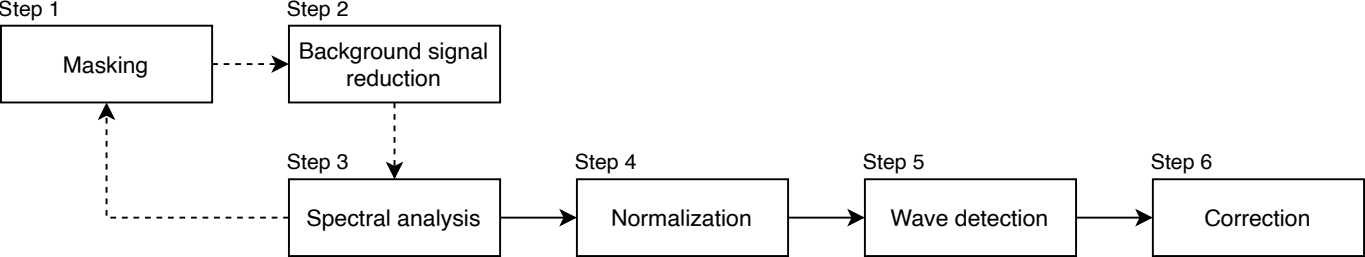 Step 1
Masking
Step 2
Background signal
reduction
Step 3
Spectral analysis
Step 4
Normalization
Step 5
Wave detection
Step 6
Correction